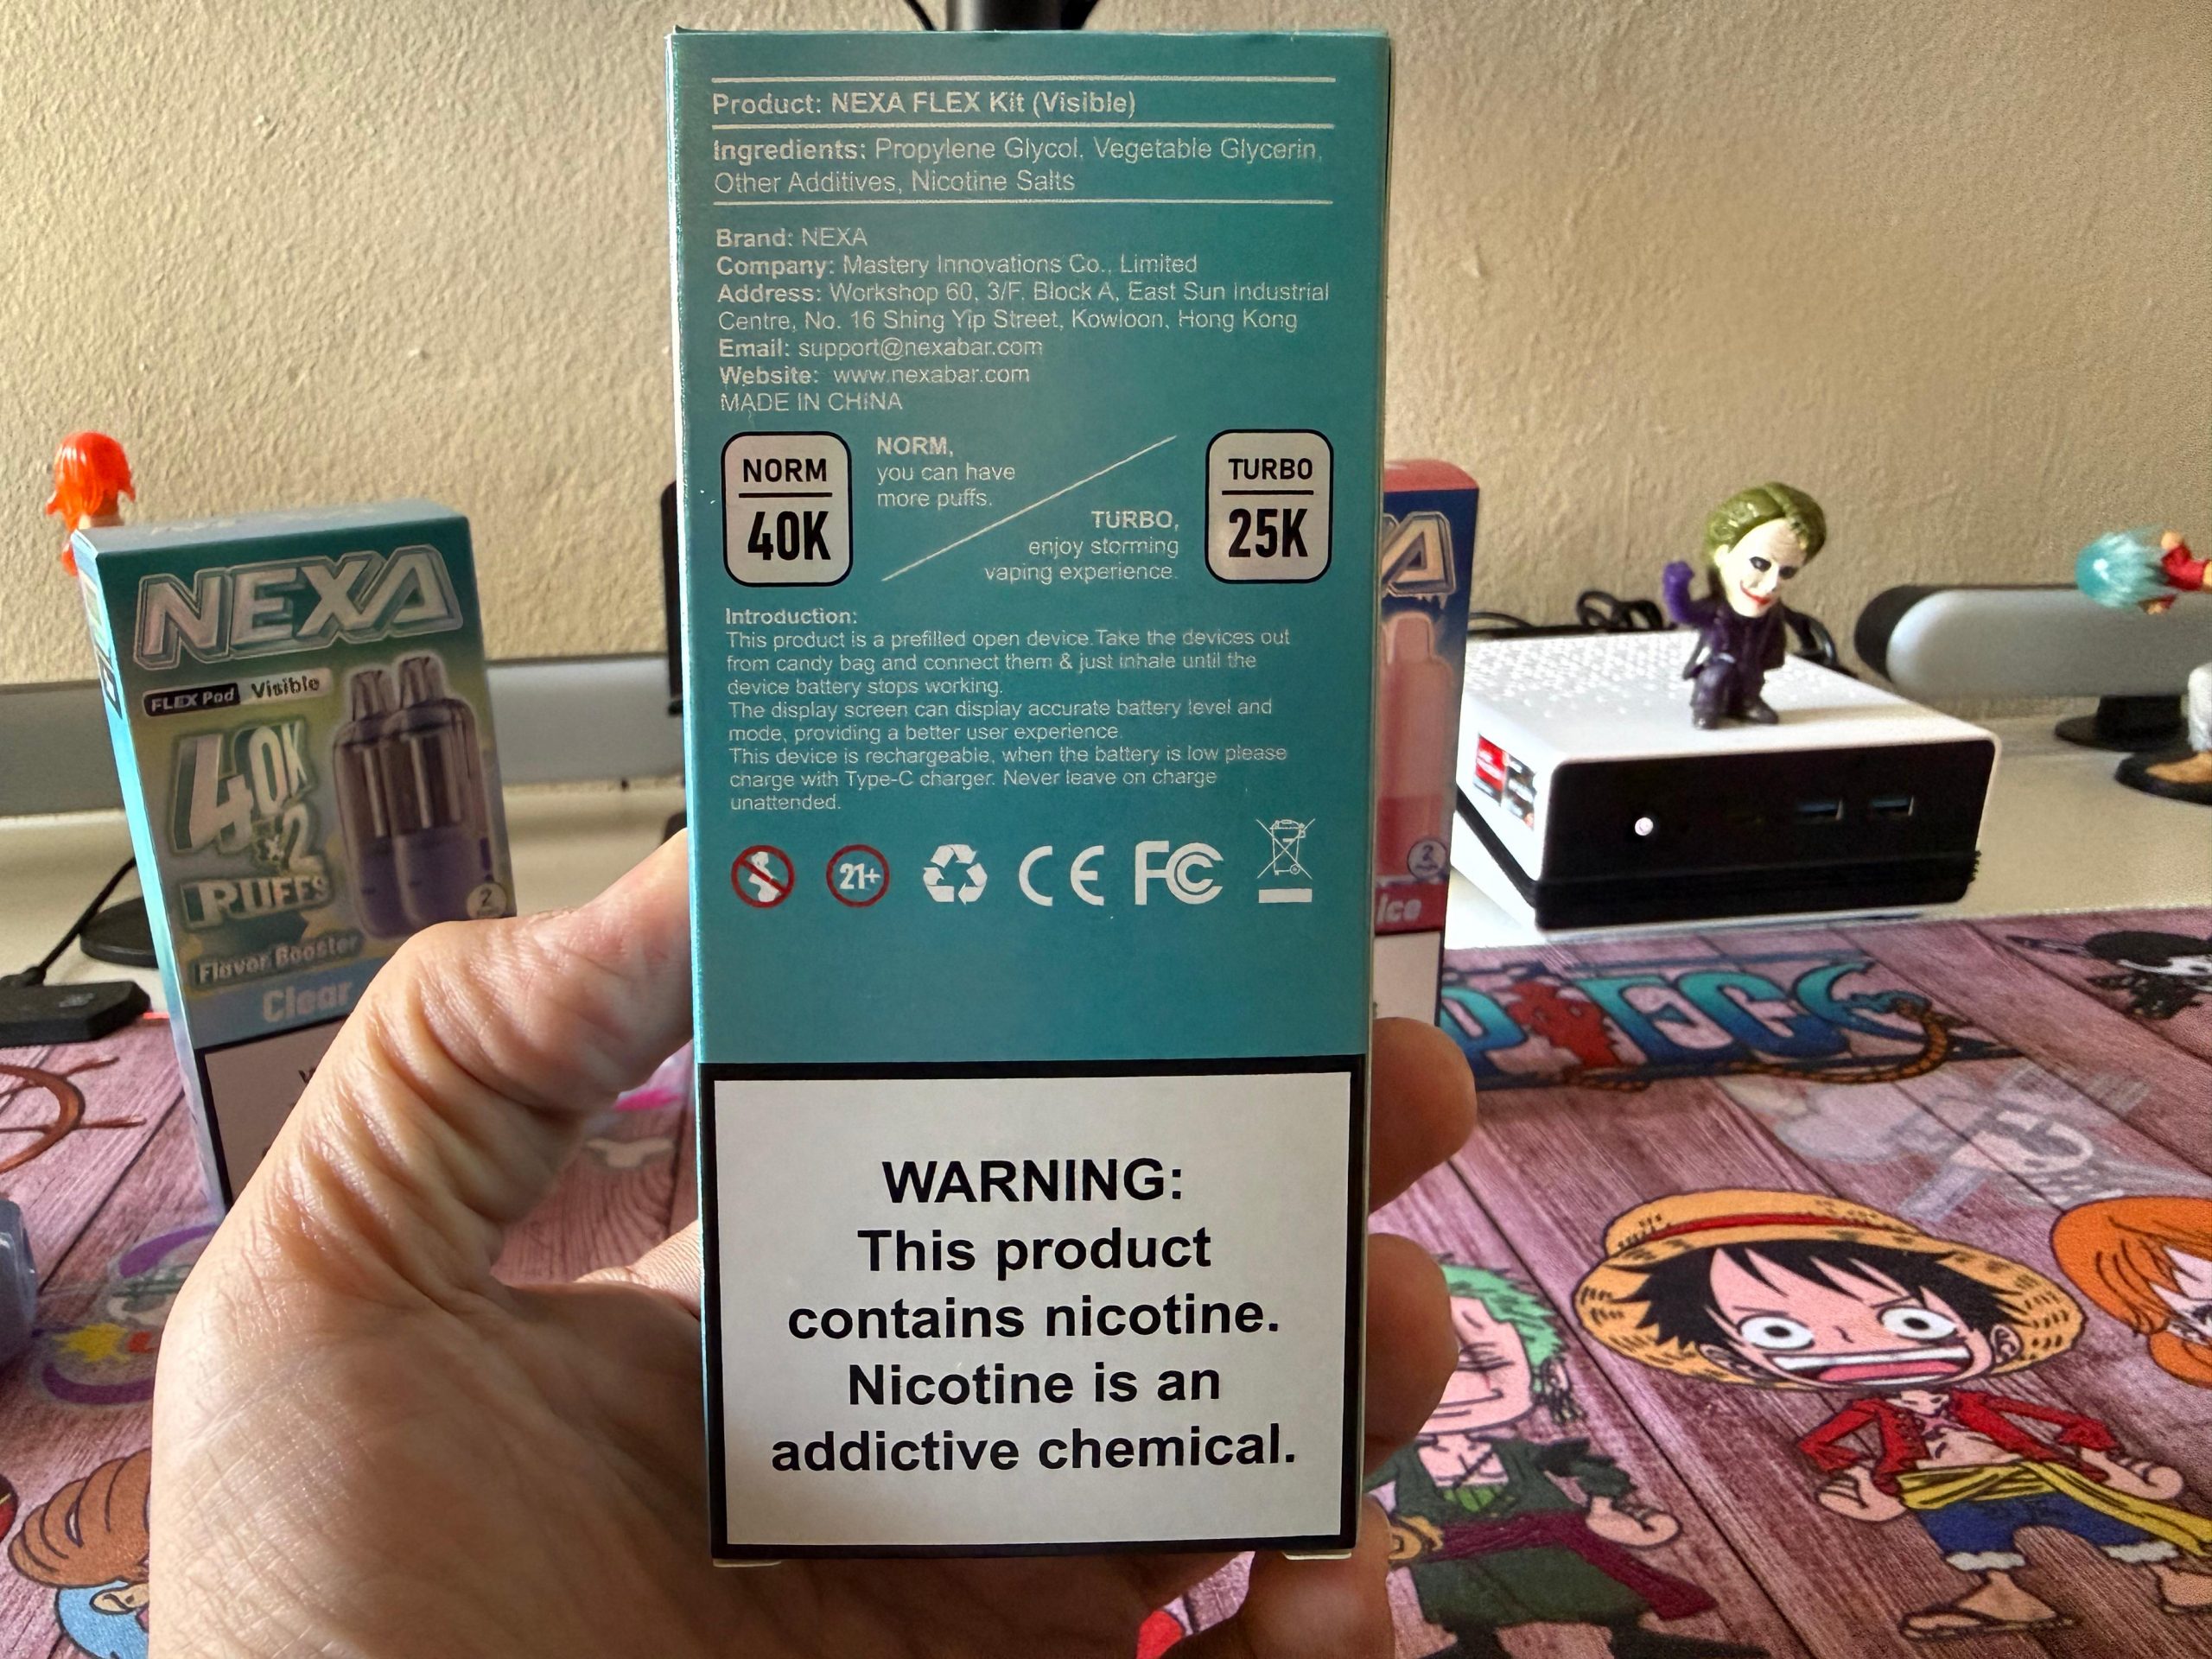 Product: NEXA FLEX Kit (Visible)
Ingredients: Propylene Glycol, Vegetable Glycerin,
Other Additives, Nicotine Salts
Brand: NEXA
Company: Mastery Innovations Co., Limited
Address: Workshop 60, 3/F, Block A, East Sun Industrial
Centre, No. 16 Shing Yip Street, Kowloon, Hong Kong
Email: support@nexabar.com
Website: www.nexabar.com
MADE IN CHINA
NORM
40K
NORM,
you can have
more puffs.
TURBO,
enjoy storming
vaping experience.
TURBO
25K
Introduction:
This product is a prefilled open device.Take the devices out
from candy bag and connect them & just inhale until the
device battery stops working.
The display screen can display accurate battery level and
mode, providing a better user experience.
This device is rechargeable, when the battery is low please
charge with Type-C charger. Never leave on charge
unattended.
21+
CE
FC
WARNING:
This product
contains nicotine.
Nicotine is an
addictive chemical.
NEXA
FLEX Pod Visible
40K
x2
PUFFS
2
Flavor Booster
Clear
A
2
Ice